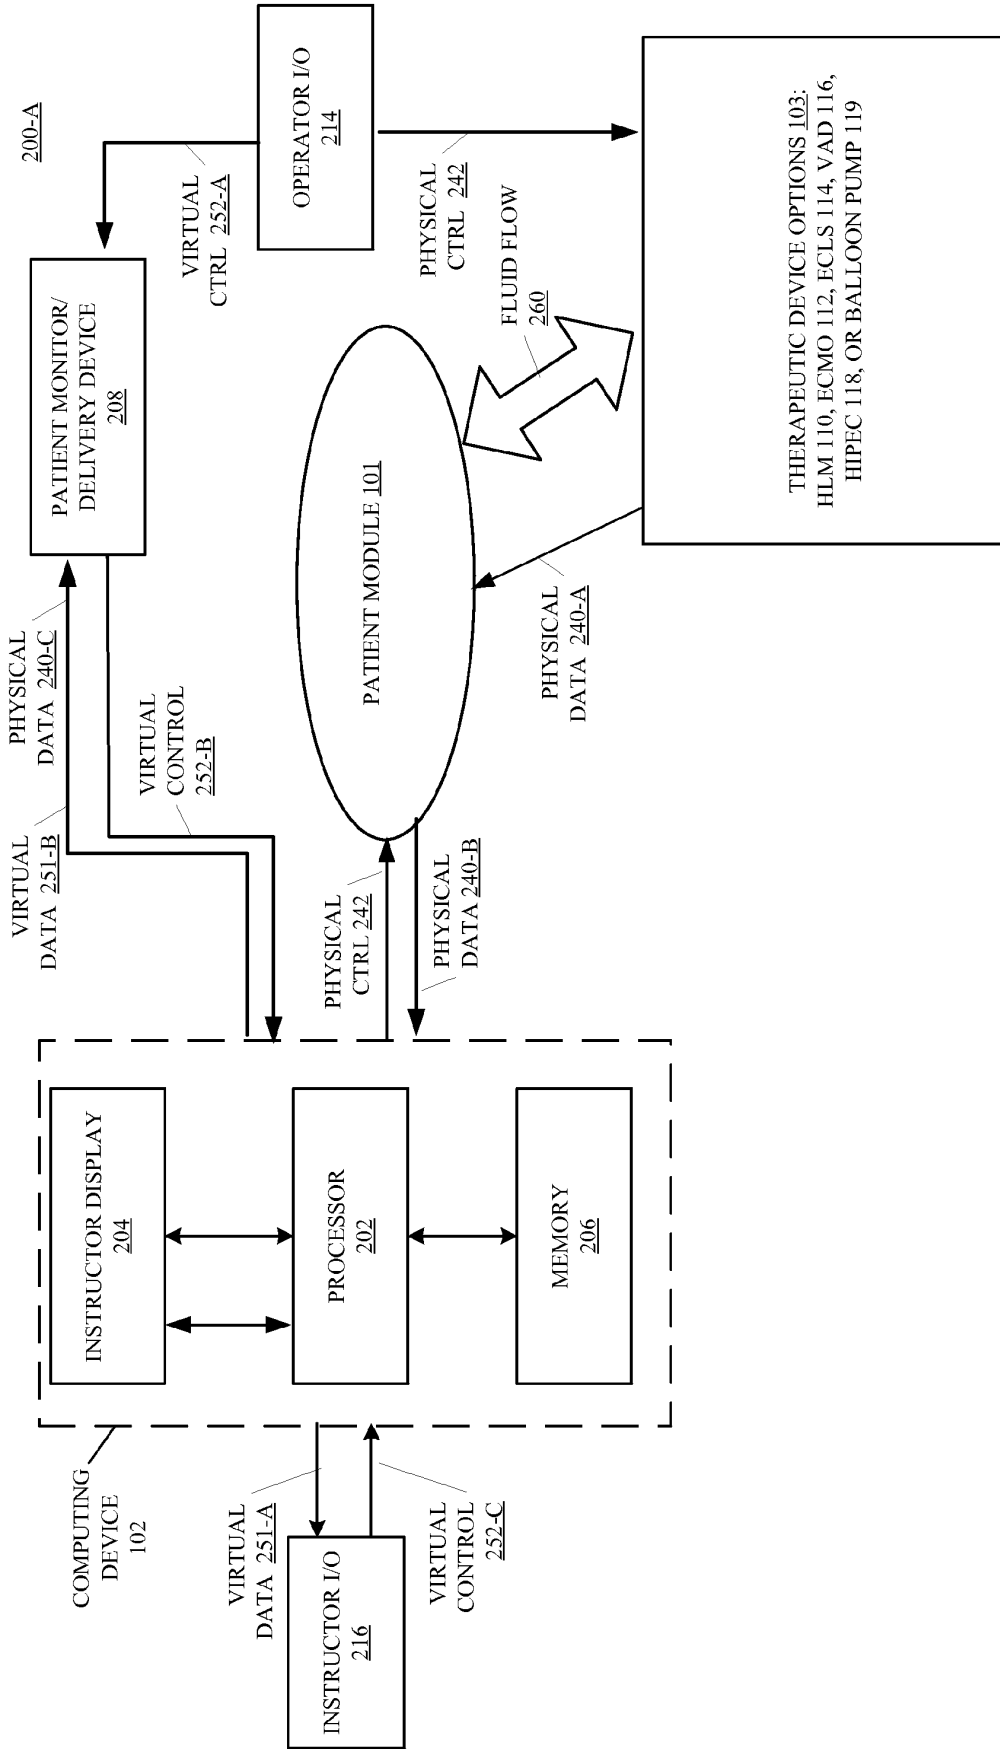 200-A
COMPUTING
DEVICE
102
INSTRUCTOR DISPLAY
204
PROCESSOR
202
MEMORY
206
INSTRUCTOR I/O
216
VIRTUAL
DATA 251-A
VIRTUAL
CONTROL
252-C
VIRTUAL
DATA 251-B
PHYSICAL
DATA 240-C
VIRTUAL
CONTROL
252-B
PHYSICAL
CTRL 242
PHYSICAL
DATA 240-B
PATIENT MONITOR/
DELIVERY DEVICE
208
VIRTUAL
CTRL 252-A
OPERATOR I/O
214
PATIENT MODULE 101
PHYSICAL
CTRL 242
FLUID FLOW
260
PHYSICAL
DATA 240-A
THERAPEUTIC DEVICE OPTIONS 103:
HLM 110, ECMO 112, ECLS 114, VAD 116,
HIPEC 118, OR BALLOON PUMP 119